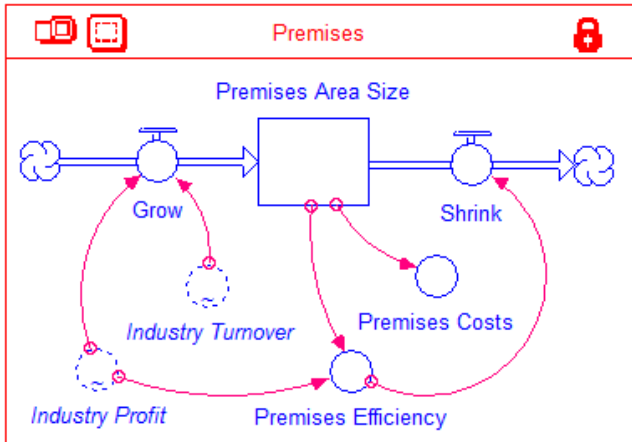 Premises
Premises Area Size
Grow
Shrink
Industry Turnover
Premises Costs
Industry Profit
Premises Efficiency